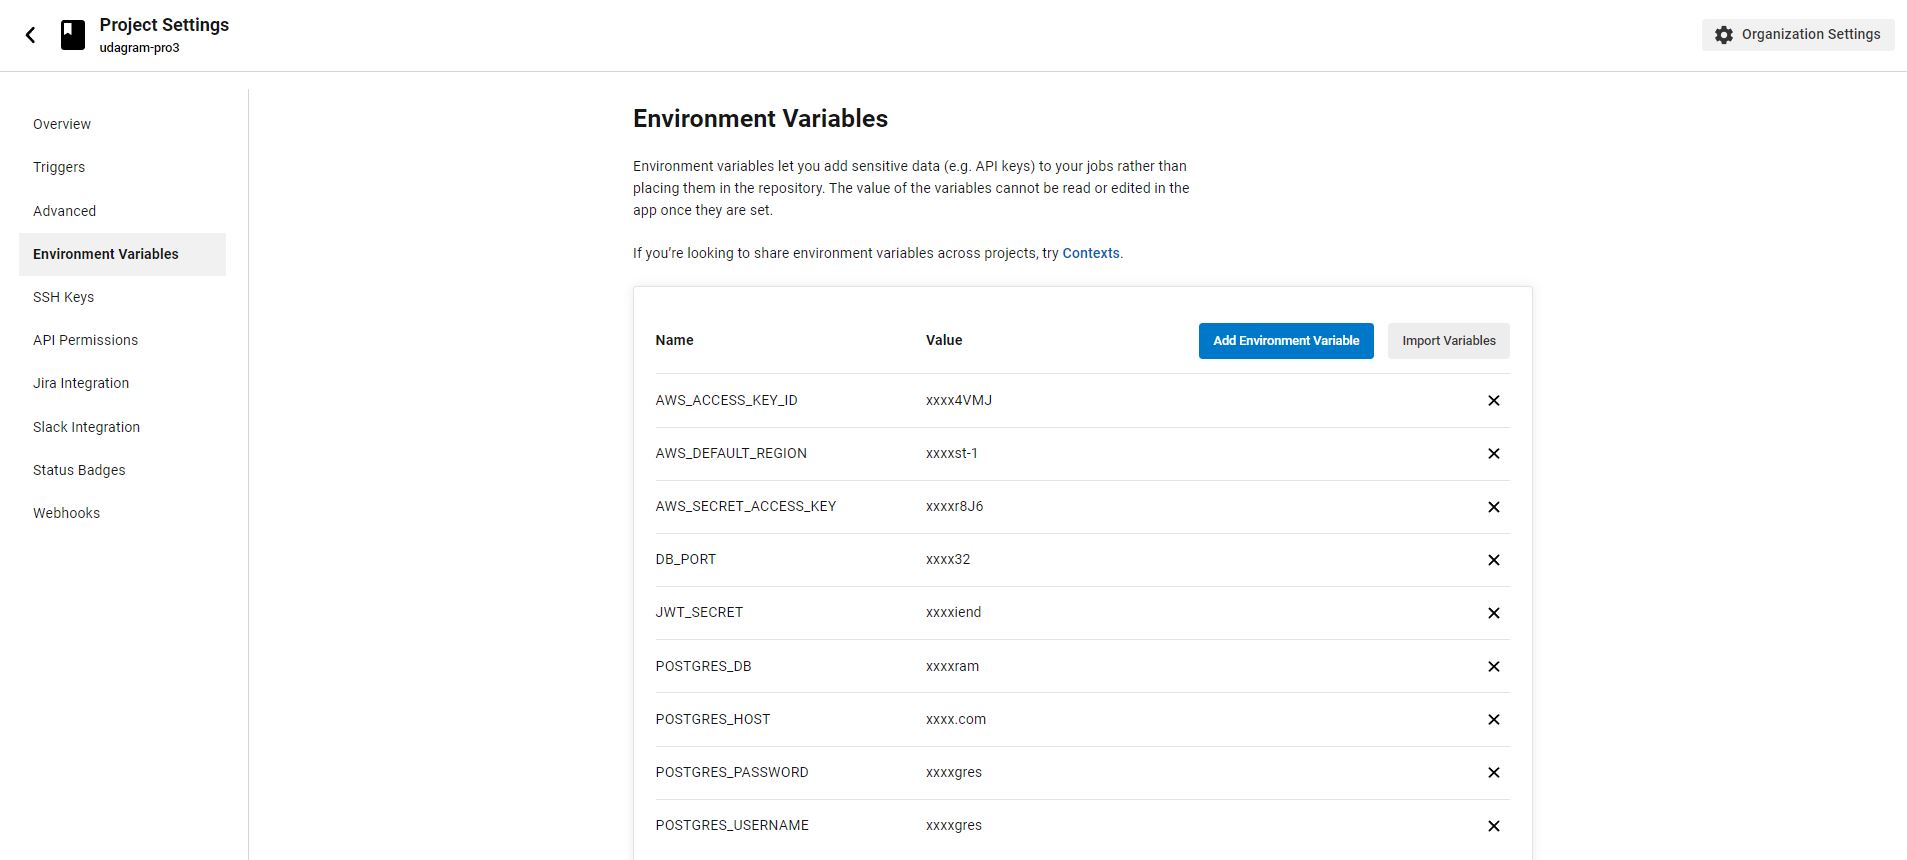 Project Settings
udagram-pro3
Organization Settings
Overview
Triggers
Advanced
Environment Variables
SSH Keys
API Permissions
Jira Integration
Slack Integration
Status Badges
Webhooks
Environment Variables
Environment variables let you add sensitive data (e.g. API keys) to your jobs rather than
placing them in the repository. The value of the variables cannot be read or edited in the
app once they are set.
If you're looking to share environment variables across projects, try Contexts.
Name Value Add Environment Variable Import Variables
AWS_ACCESS_KEY_ID xxxx4VMJ
AWS_DEFAULT_REGION xxxxst-1
AWS_SECRET_ACCESS_KEY xxxxr8J6
DB_PORT xxxx32
JWT_SECRET xxxxiend
POSTGRES_DB xxxxram
POSTGRES_HOST xxxx.com
POSTGRES_PASSWORD xxxxgres
POSTGRES_USERNAME xxxxgres